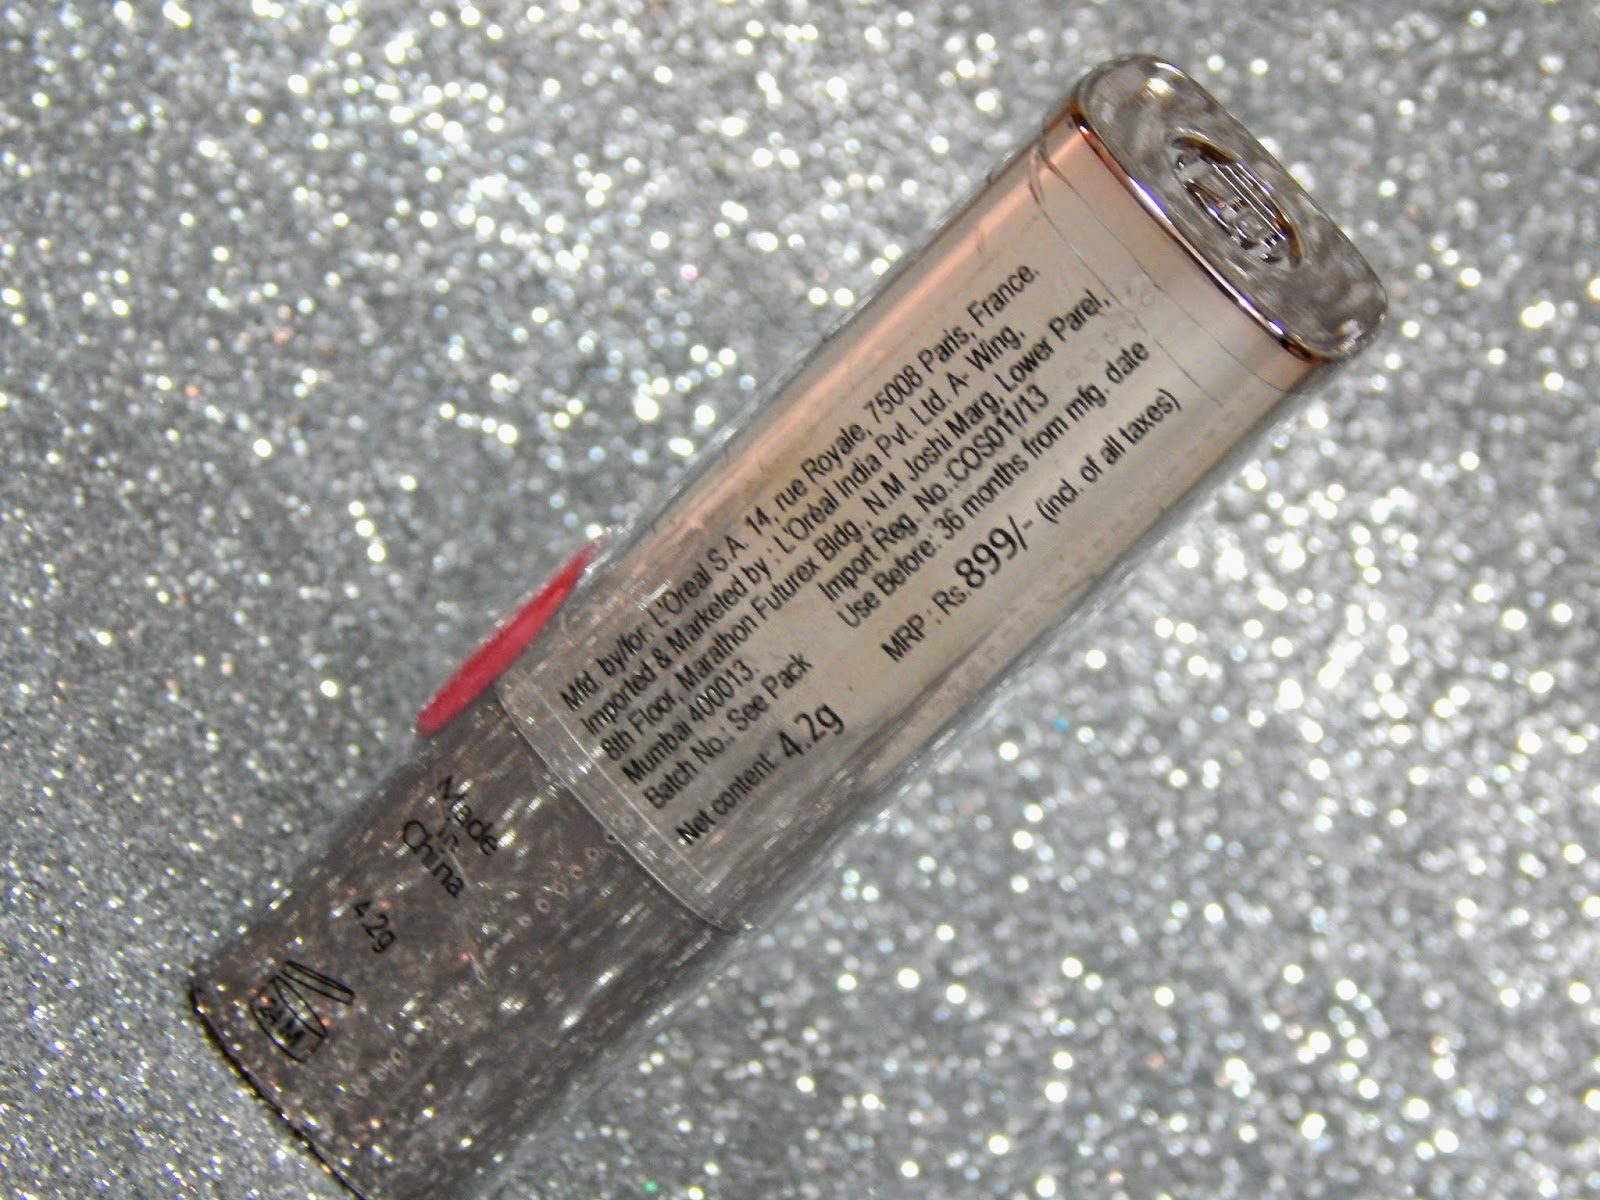 Mfd. by/for: L'Oreal S.A. 14, rue Royale, 75008 Paris, France.
Imported & Marketed by : L'Oréal India Pvt. Ltd. A- Wing,
8th Floor, Marathon Futurex Bldg., N.M Joshi Marg, Lower Parel,
Mumbai 400013. Import Reg. No.:COS011/13
Batch No.: See Pack Use Before: 36 months from mfg. date
Net content: 4.2g MRP : Rs.899/- (incl. of all taxes)
Made
in
China
4.2g
24M